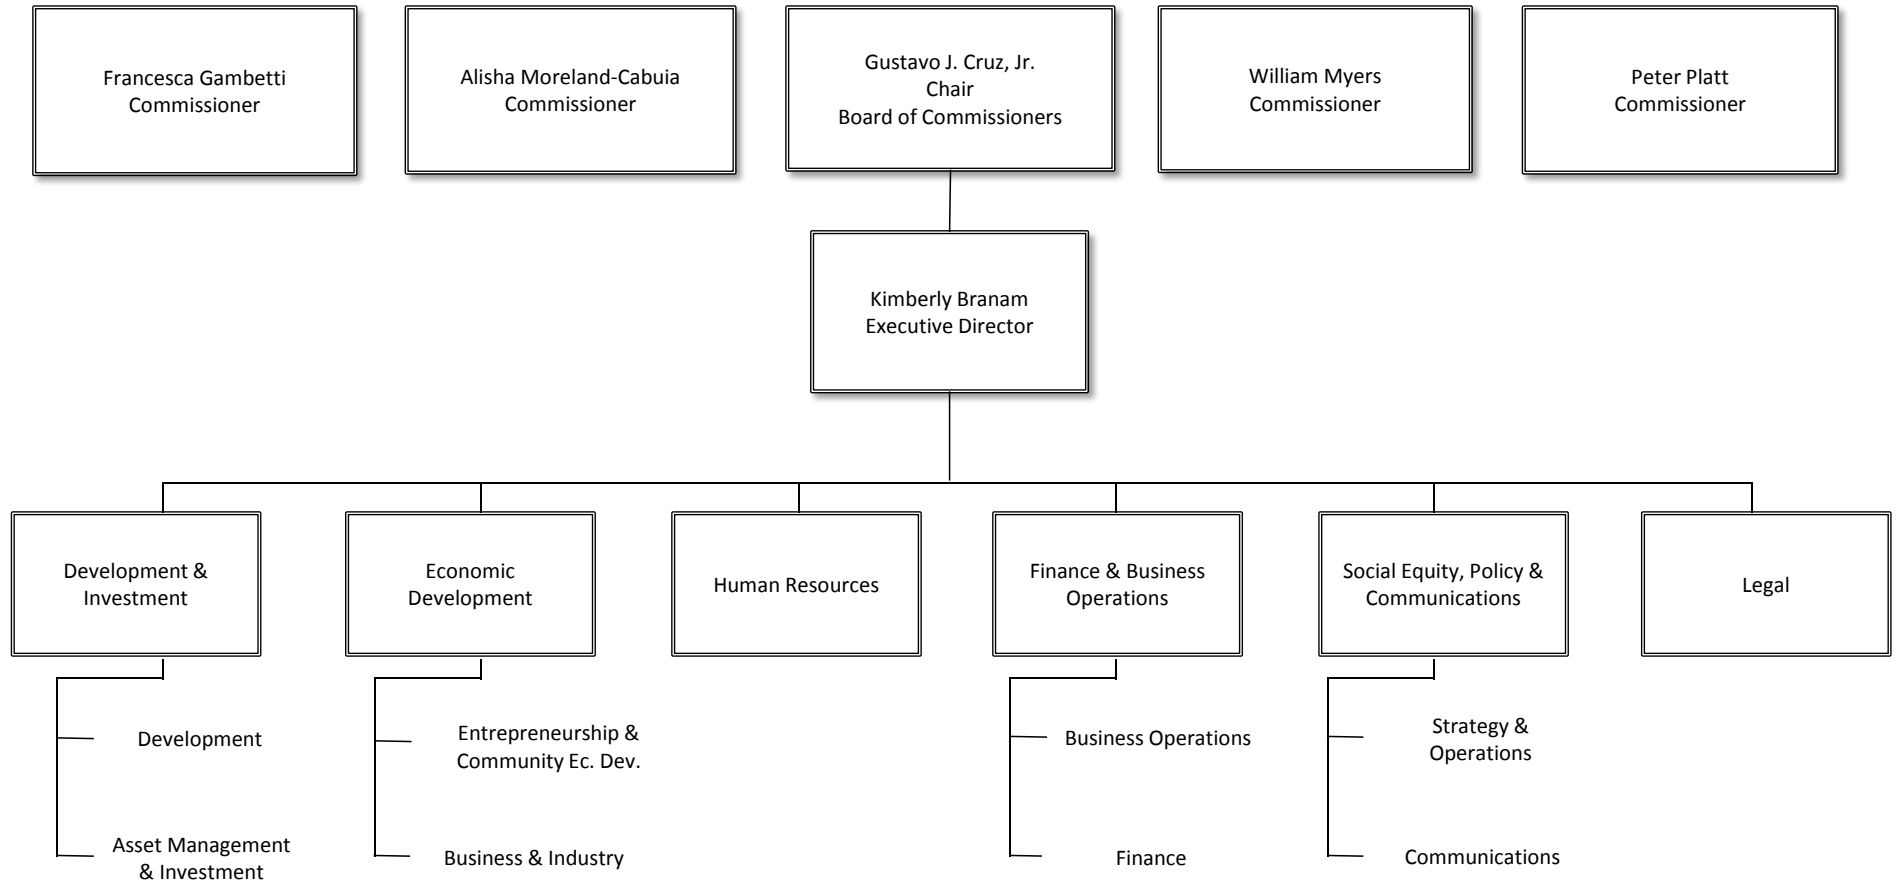 Francesca Gambetti
Commissioner
Alisha Moreland-Cabuia
Commissioner
Gustavo J. Cruz, Jr.
Chair
Board of Commissioners
William Myers
Commissioner
Peter Platt
Commissioner
Kimberly Branam
Executive Director
Development &
Investment
Economic
Development
Human Resources
Finance & Business
Operations
Social Equity, Policy &
Communications
Legal
Development
Asset Management
& Investment
Entrepreneurship &
Community Ec. Dev.
Business & Industry
Business Operations
Finance
Strategy &
Operations
Communications